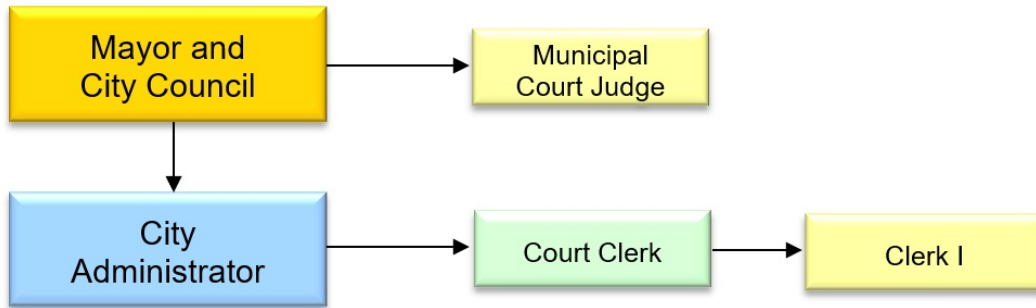 Mayor and
City Council
Municipal
Court Judge
City
Administrator
Court Clerk
Clerk I